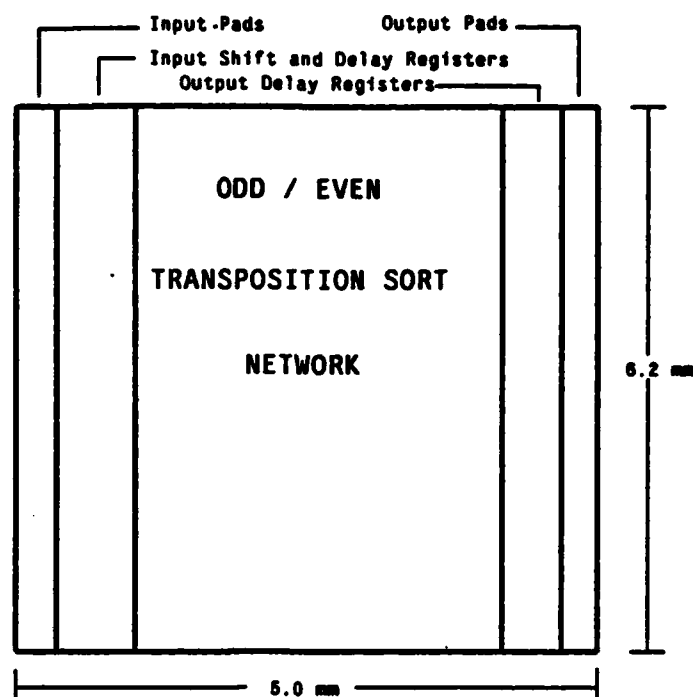 Input Pads Output Pads
Input Shift and Delay Registers
Output Delay Registers
ODD / EVEN
TRANSPOSITION SORT
NETWORK
6.2 mm
5.0 mm